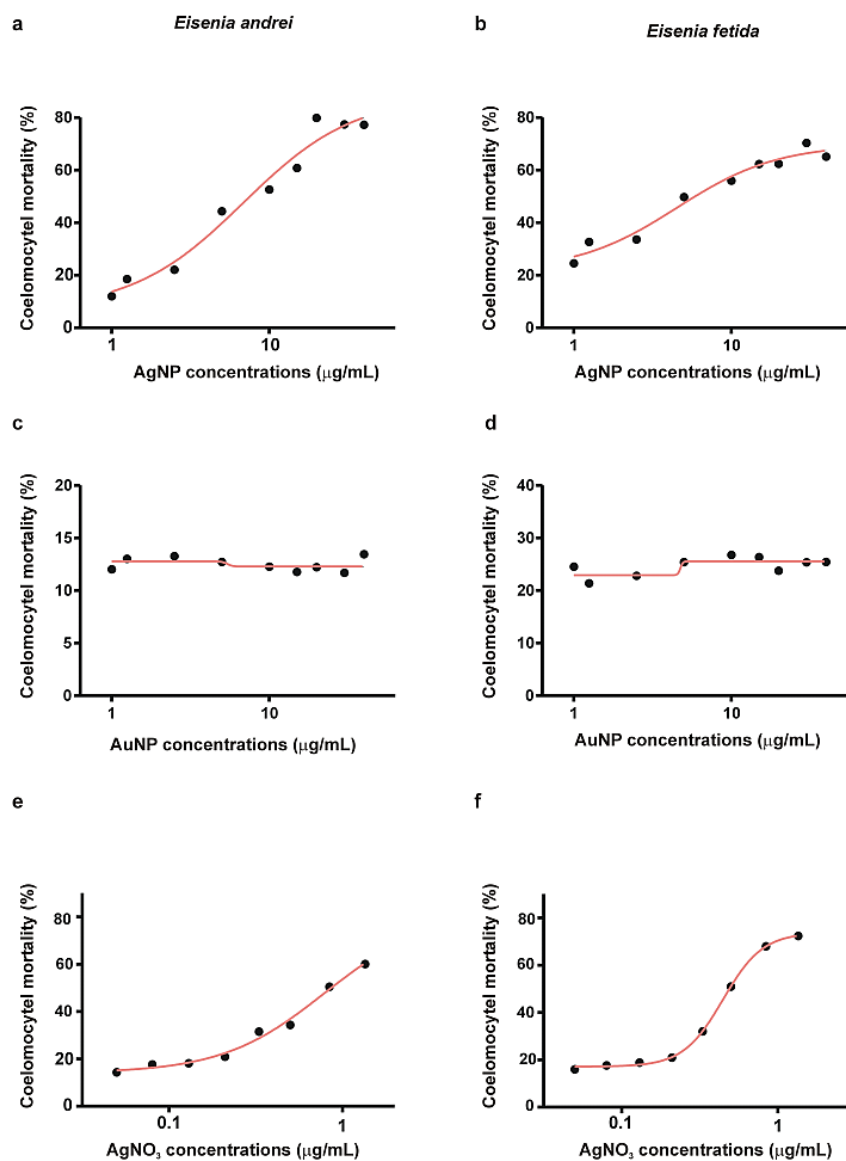 a
Eisenia andrei
b
Eisenia fetida
Coelomocytel mortality (%)
80
60
40
20
0
1
10
AgNP concentrations (μg/mL)
Coelomocytel mortality (%)
80
60
40
20
0
1
10
AgNP concentrations (μg/mL)
c
d
Coelomocytel mortality (%)
20
15
10
5
0
1
10
AuNP concentrations (μg/mL)
Coelomocytel mortality (%)
40
30
20
10
0
1
10
AuNP concentrations (μg/mL)
e
f
Coelomocytel mortality (%)
80
60
40
20
0
0.1
1
AgNO₃ concentrations (μg/mL)
Coelomocytel mortality (%)
80
60
40
20
0
0.1
1
AgNO₃ concentrations (μg/mL)